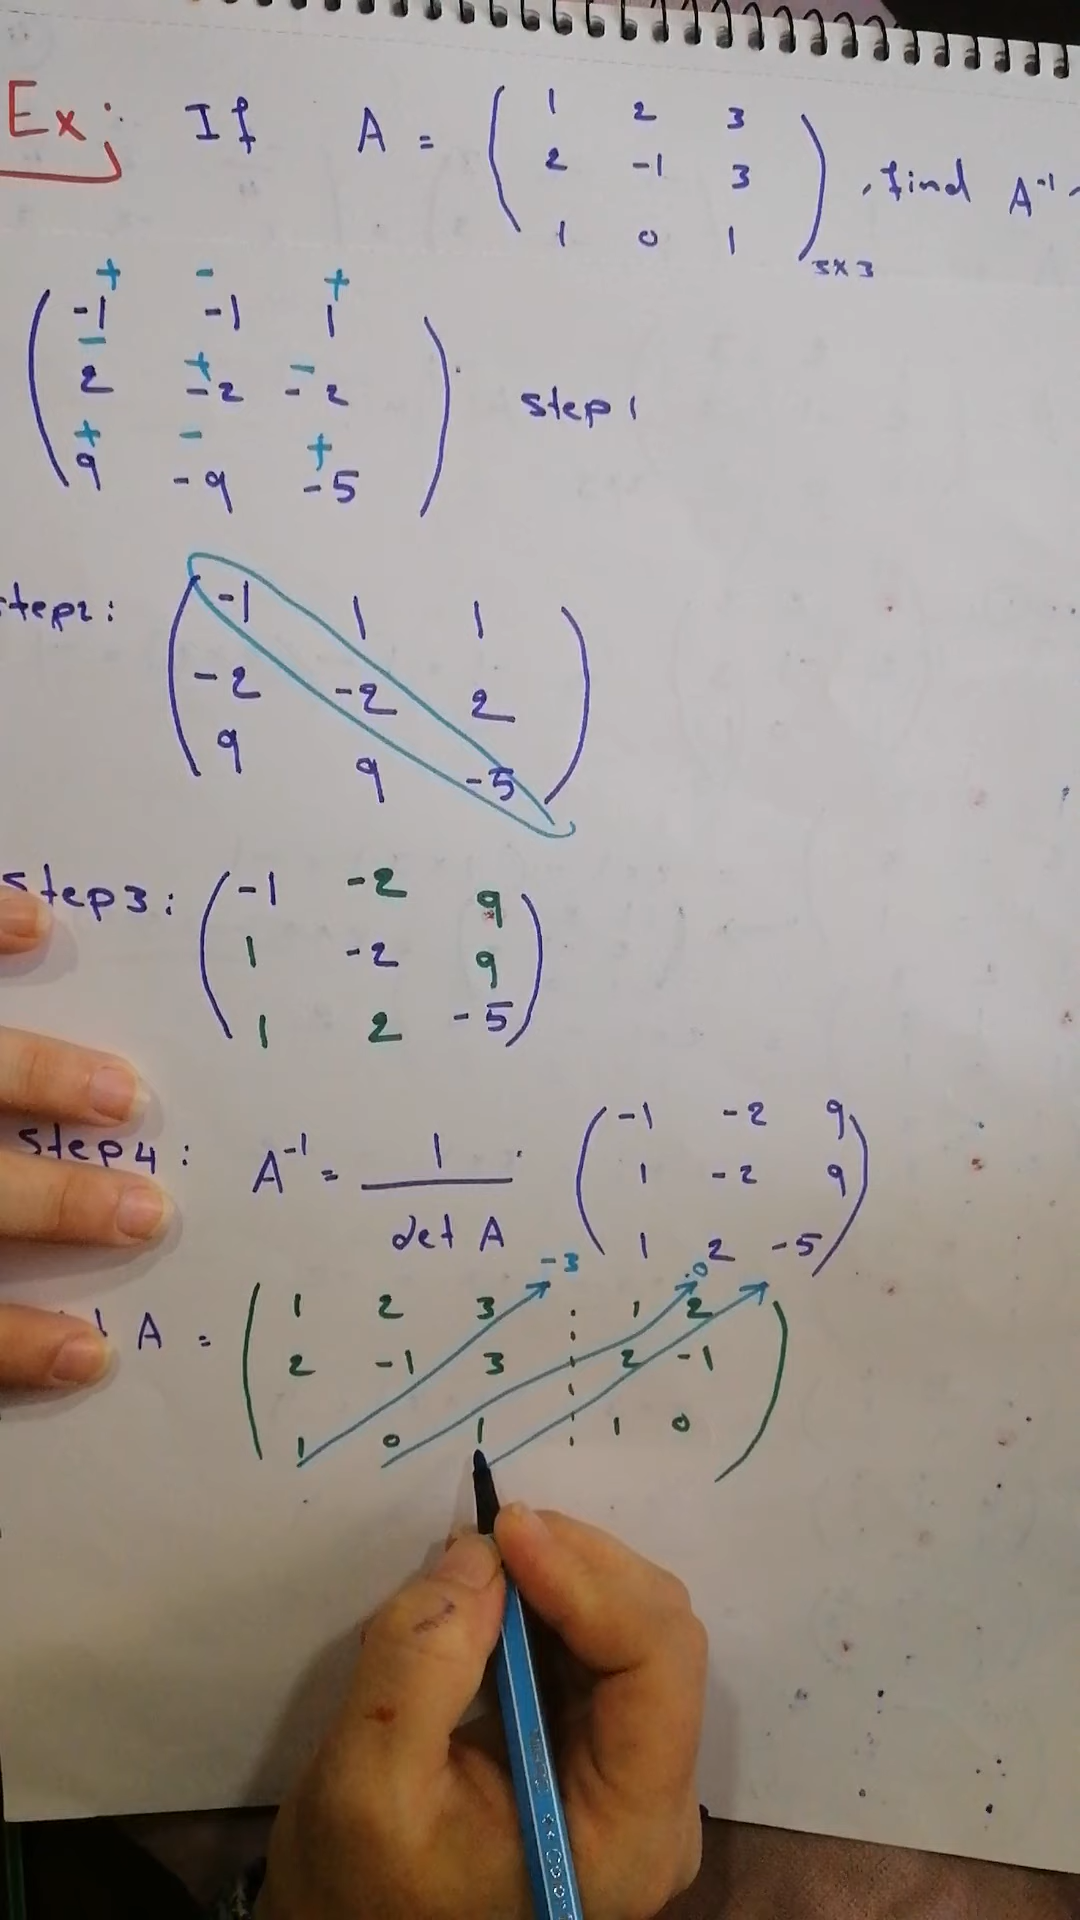 Ex: If A = ( 1 2 3
2 -1 3
1 0 1 )3x3 , find A⁻¹.
+ - +
( -1 -1 1
- + -
2 -2 -2 step 1
+ - +
9 -9 -5 )
step2: ( -1 1 1
-2 -2 2
9 9 -5 )
step3: ( -1 -2 9
1 -2 9
1 2 -5 )
step4: A⁻¹ = 1 / det A . ( -1 -2 9
1 -2 9
1 2 -5 )
-3 0
A = ( 1 2 3 ⋮ 1 2
2 -1 3 ⋮ 2 -1
1 0 1 ⋮ 1 0 )